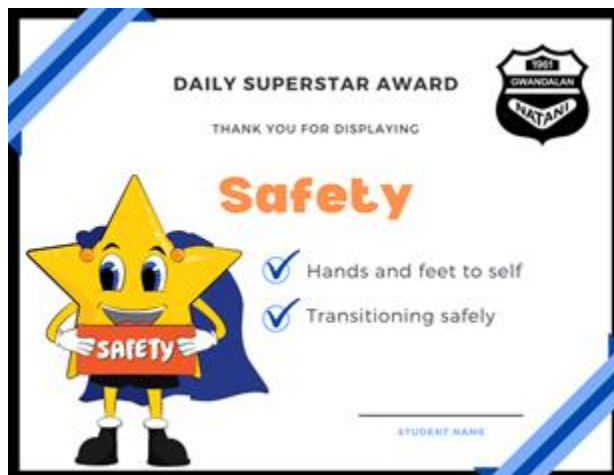 DAILY SUPERSTAR AWARD
1961
GWANDALAN
NATANI
THANK YOU FOR DISPLAYING
Safety
Hands and feet to self
Transitioning safely
SAFETY
STUDENT NAME